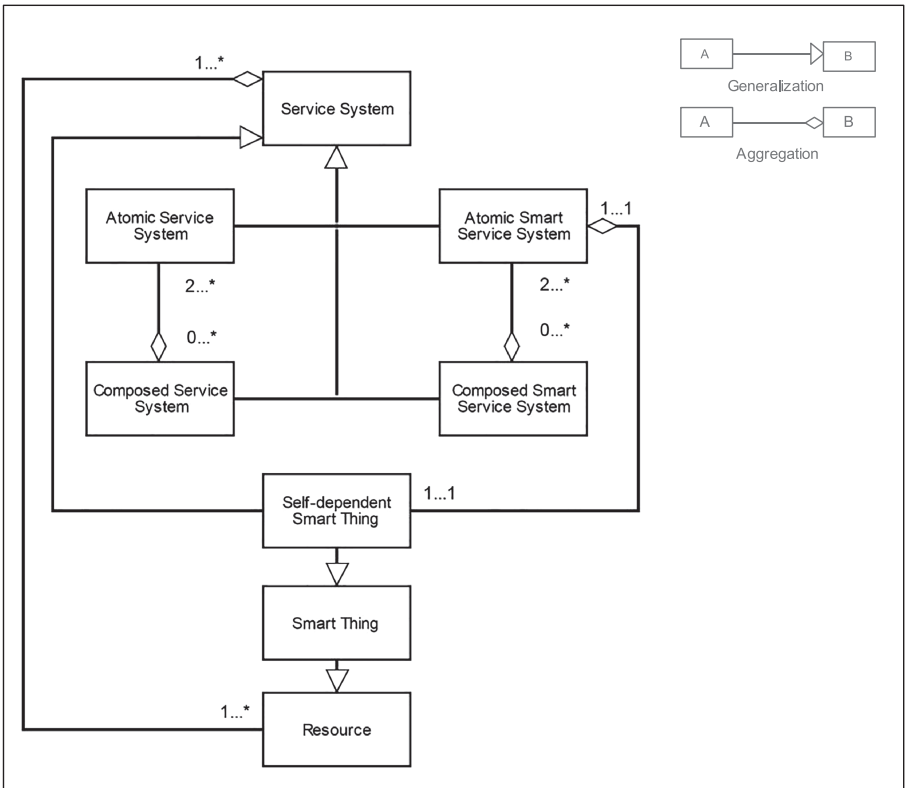 1...*
Service System
A
B
Generalization
A
B
Aggregation
Atomic Service
System
Atomic Smart
Service System
1...1
2...*
0...*
2...*
0...*
Composed Service
System
Composed Smart
Service System
Self-dependent
Smart Thing
1...1
Smart Thing
1...*
Resource